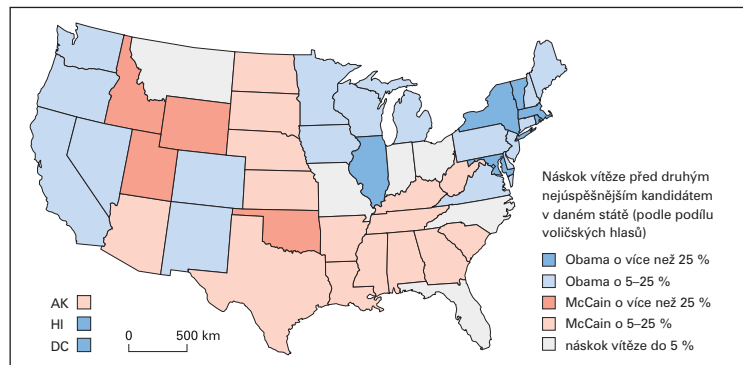 Náskok vítěze před druhým
nejúspěšnějším kandidátem
v daném státě (podle podílu
voličských hlasů)
Obama o více než 25 %
Obama o 5–25 %
McCain o více než 25 %
McCain o 5–25 %
náskok vítěze do 5 %
AK
HI
DC
0 500 km